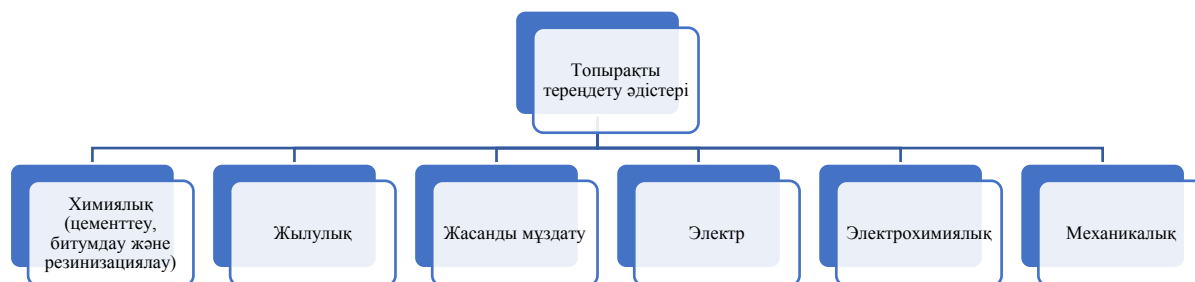 Топырақты
тереңдету әдістері
Химиялық
(цементтеу,
битумдау және
резинизациялау)
Жылулық
Жасанды мұздату
Электр
Электрохимиялық
Механикалық